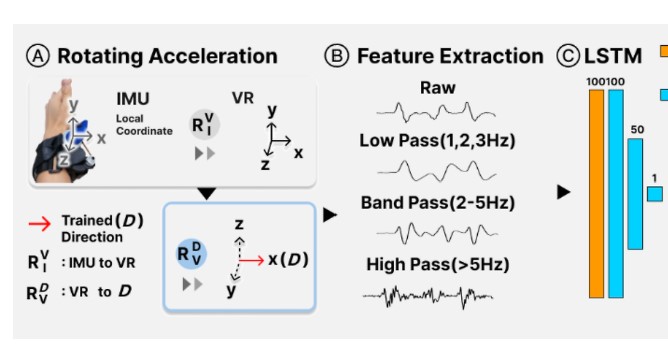 Ⓐ Rotating Acceleration
IMU
Local
Coordinate
y
x
z
R_I^V
VR
y
x
z
Trained(D)
Direction
R_I^V : IMU to VR
R_V^D : VR to D
R_V^D
z
x(D)
y
Ⓑ Feature Extraction
Raw
Low Pass(1,2,3Hz)
Band Pass(2-5Hz)
High Pass(>5Hz)
Ⓒ LSTM
100100
50
1